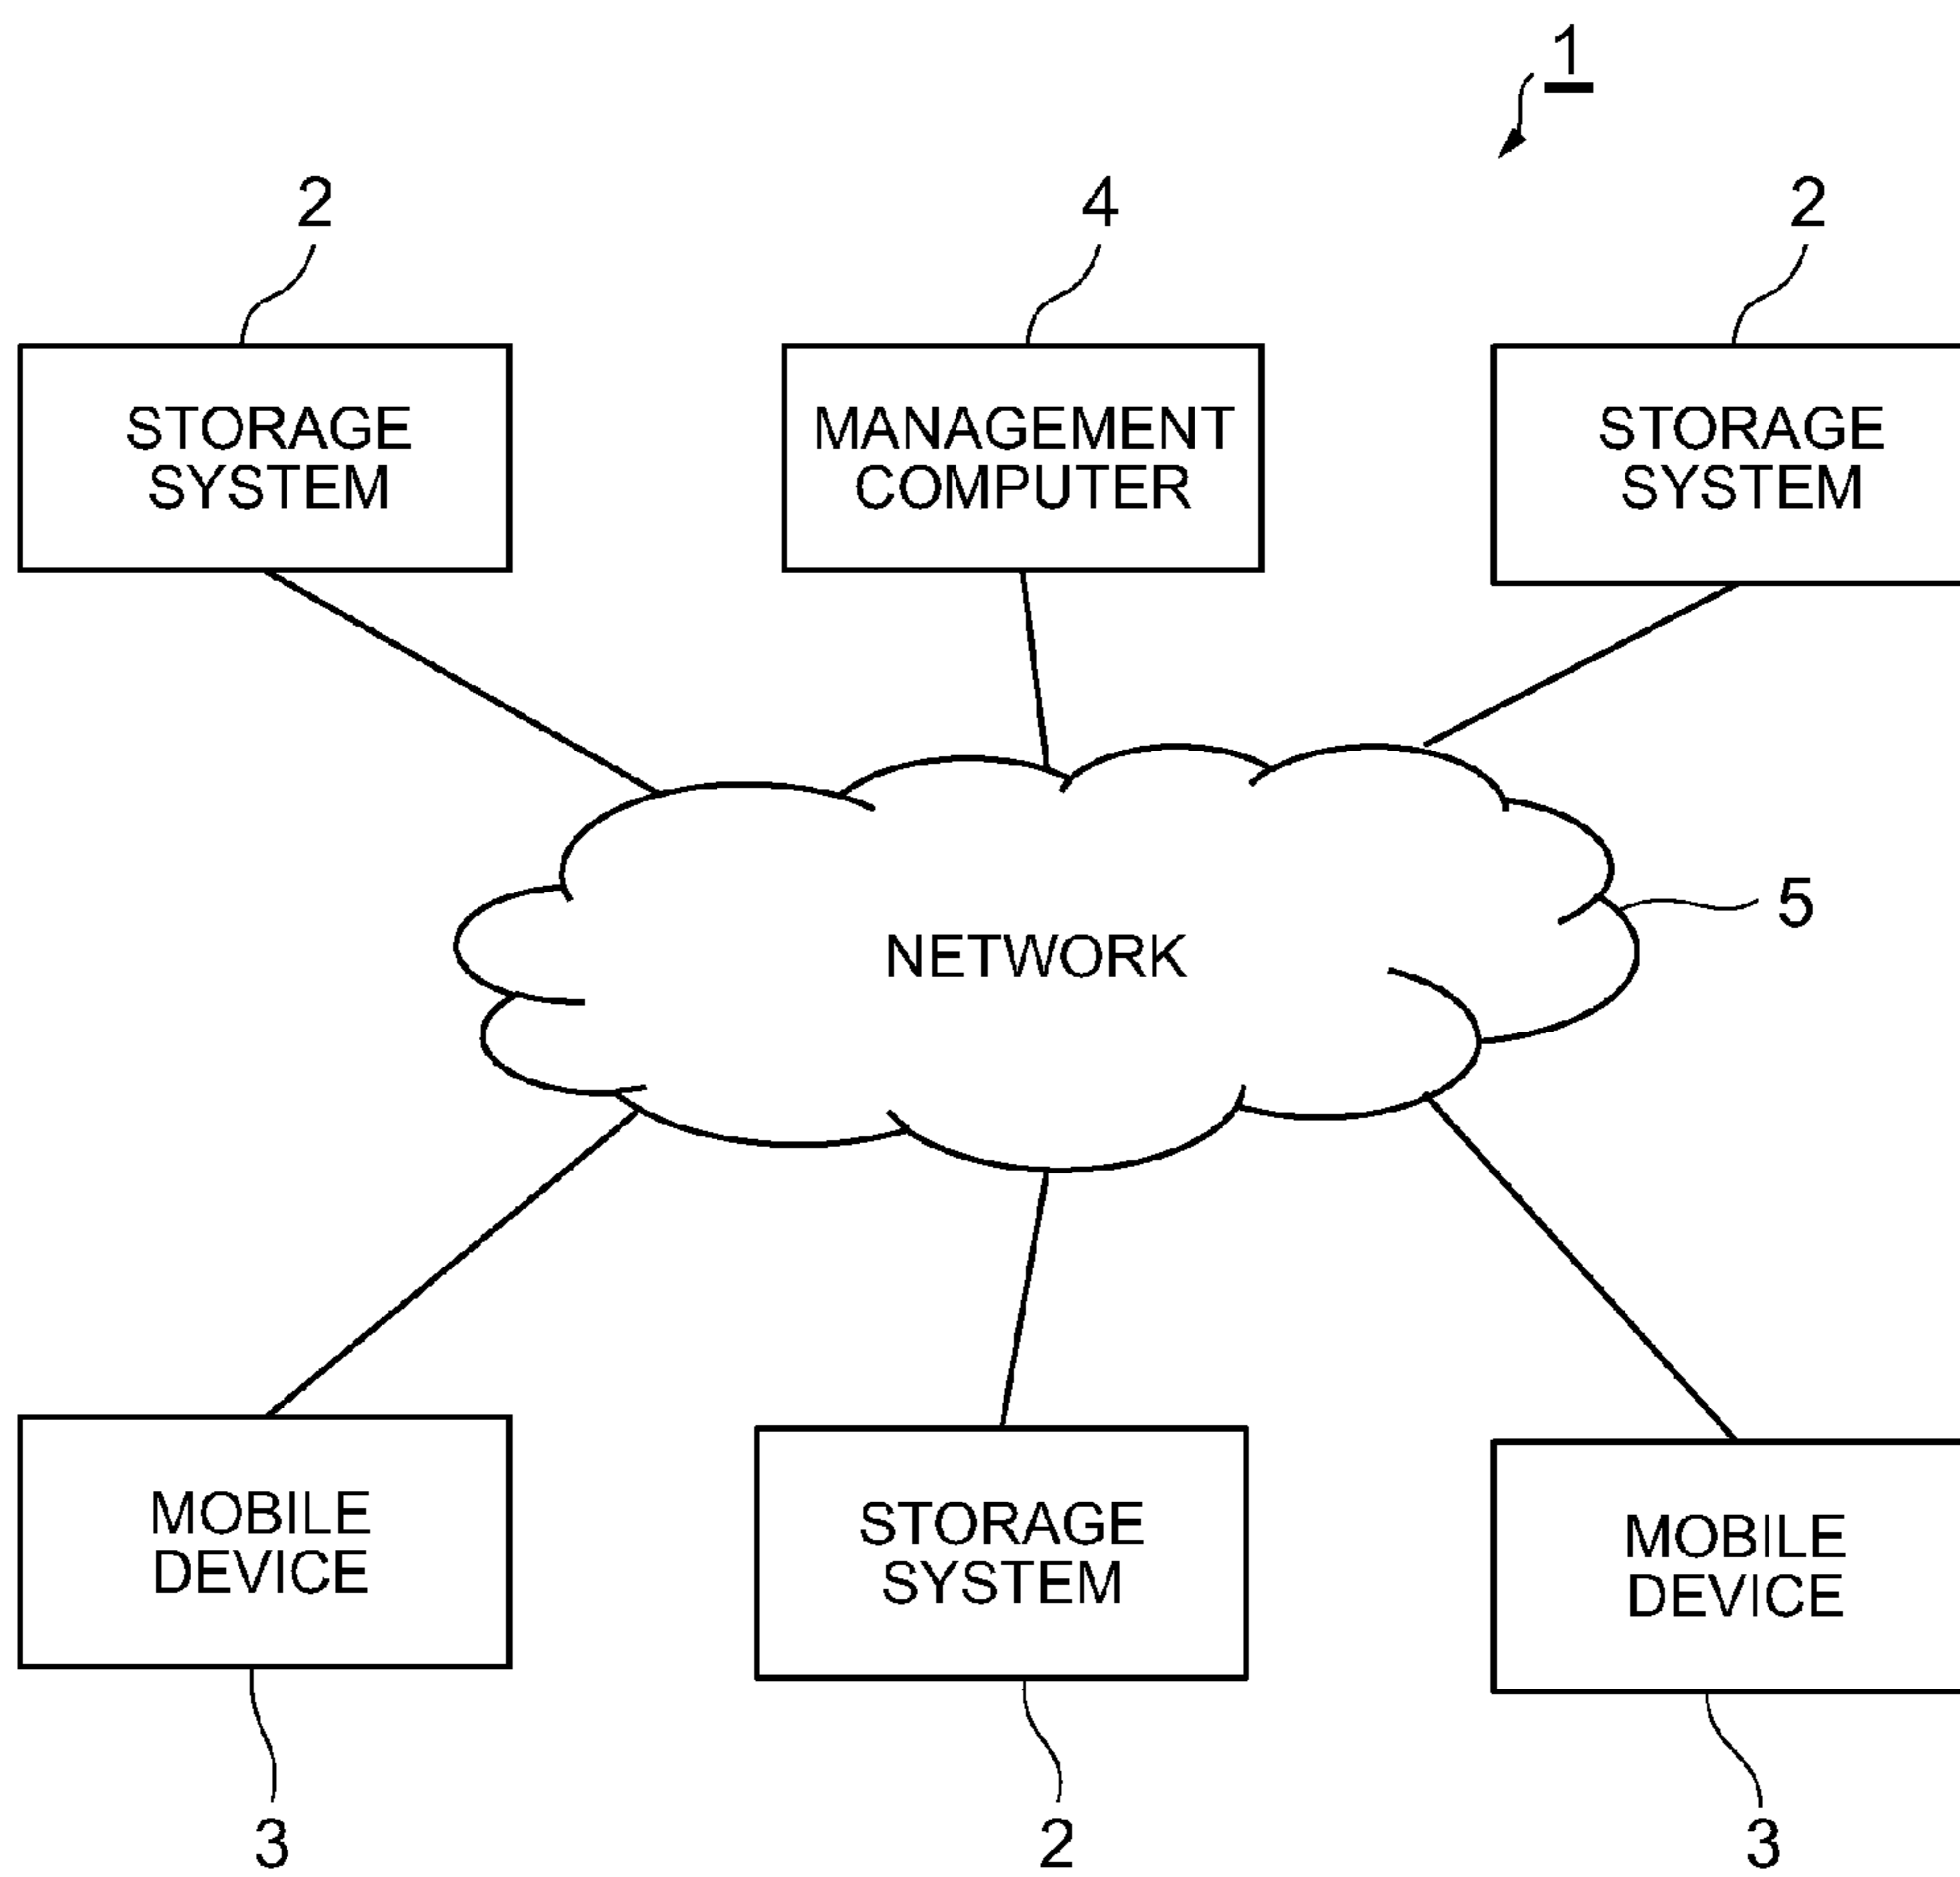 1
2
4
2
STORAGE
SYSTEM
MANAGEMENT
COMPUTER
STORAGE
SYSTEM
NETWORK
5
MOBILE
DEVICE
STORAGE
SYSTEM
MOBILE
DEVICE
3
2
3